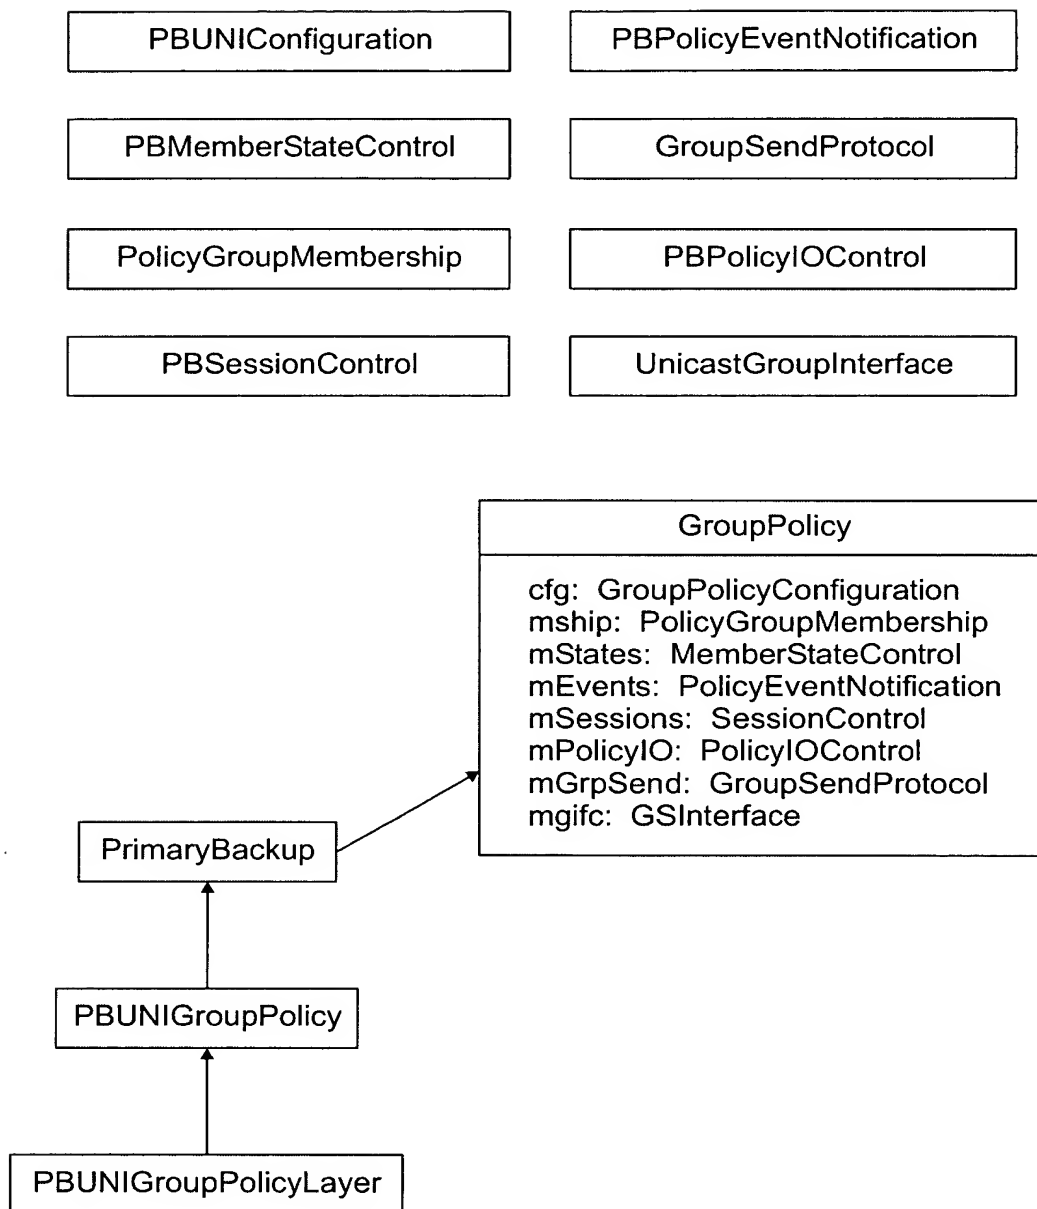 PBUNIConfiguration
PBPolicyEventNotification
PBMemberStateControl
GroupSendProtocol
PolicyGroupMembership
PBPolicyIOControl
PBSessionControl
UnicastGroupInterface
GroupPolicy
cfg: GroupPolicyConfiguration
mship: PolicyGroupMembership
mStates: MemberStateControl
mEvents: PolicyEventNotification
mSessions: SessionControl
mPolicyIO: PolicyIOControl
mGrpSend: GroupSendProtocol
mgifc: GSInterface
PrimaryBackup
PBUNIGroupPolicy
PBUNIGroupPolicyLayer